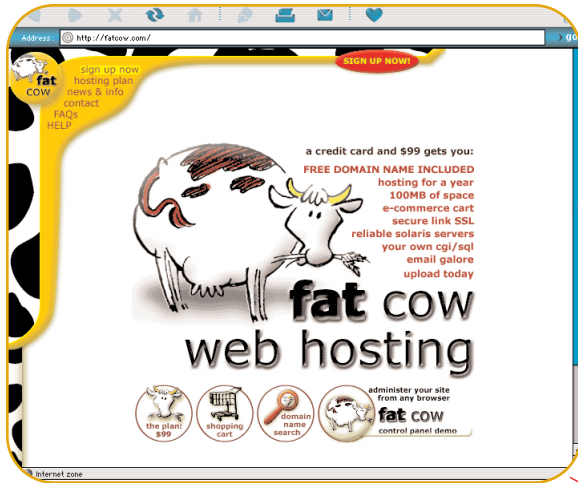 Address: http://fatcow.com/ go
SIGN UP NOW!
fat
cow
sign up now
hosting plan
news & info
contact
FAQs
HELP
a credit card and $99 gets you:
FREE DOMAIN NAME INCLUDED
hosting for a year
100MB of space
e-commerce cart
secure link SSL
reliable solaris servers
your own cgi/sql
email galore
upload today
fat cow
web hosting
the plan:
$99
shopping
cart
domain
name
search
administer your site
from any browser
fat cow
control panel demo
Internet zone